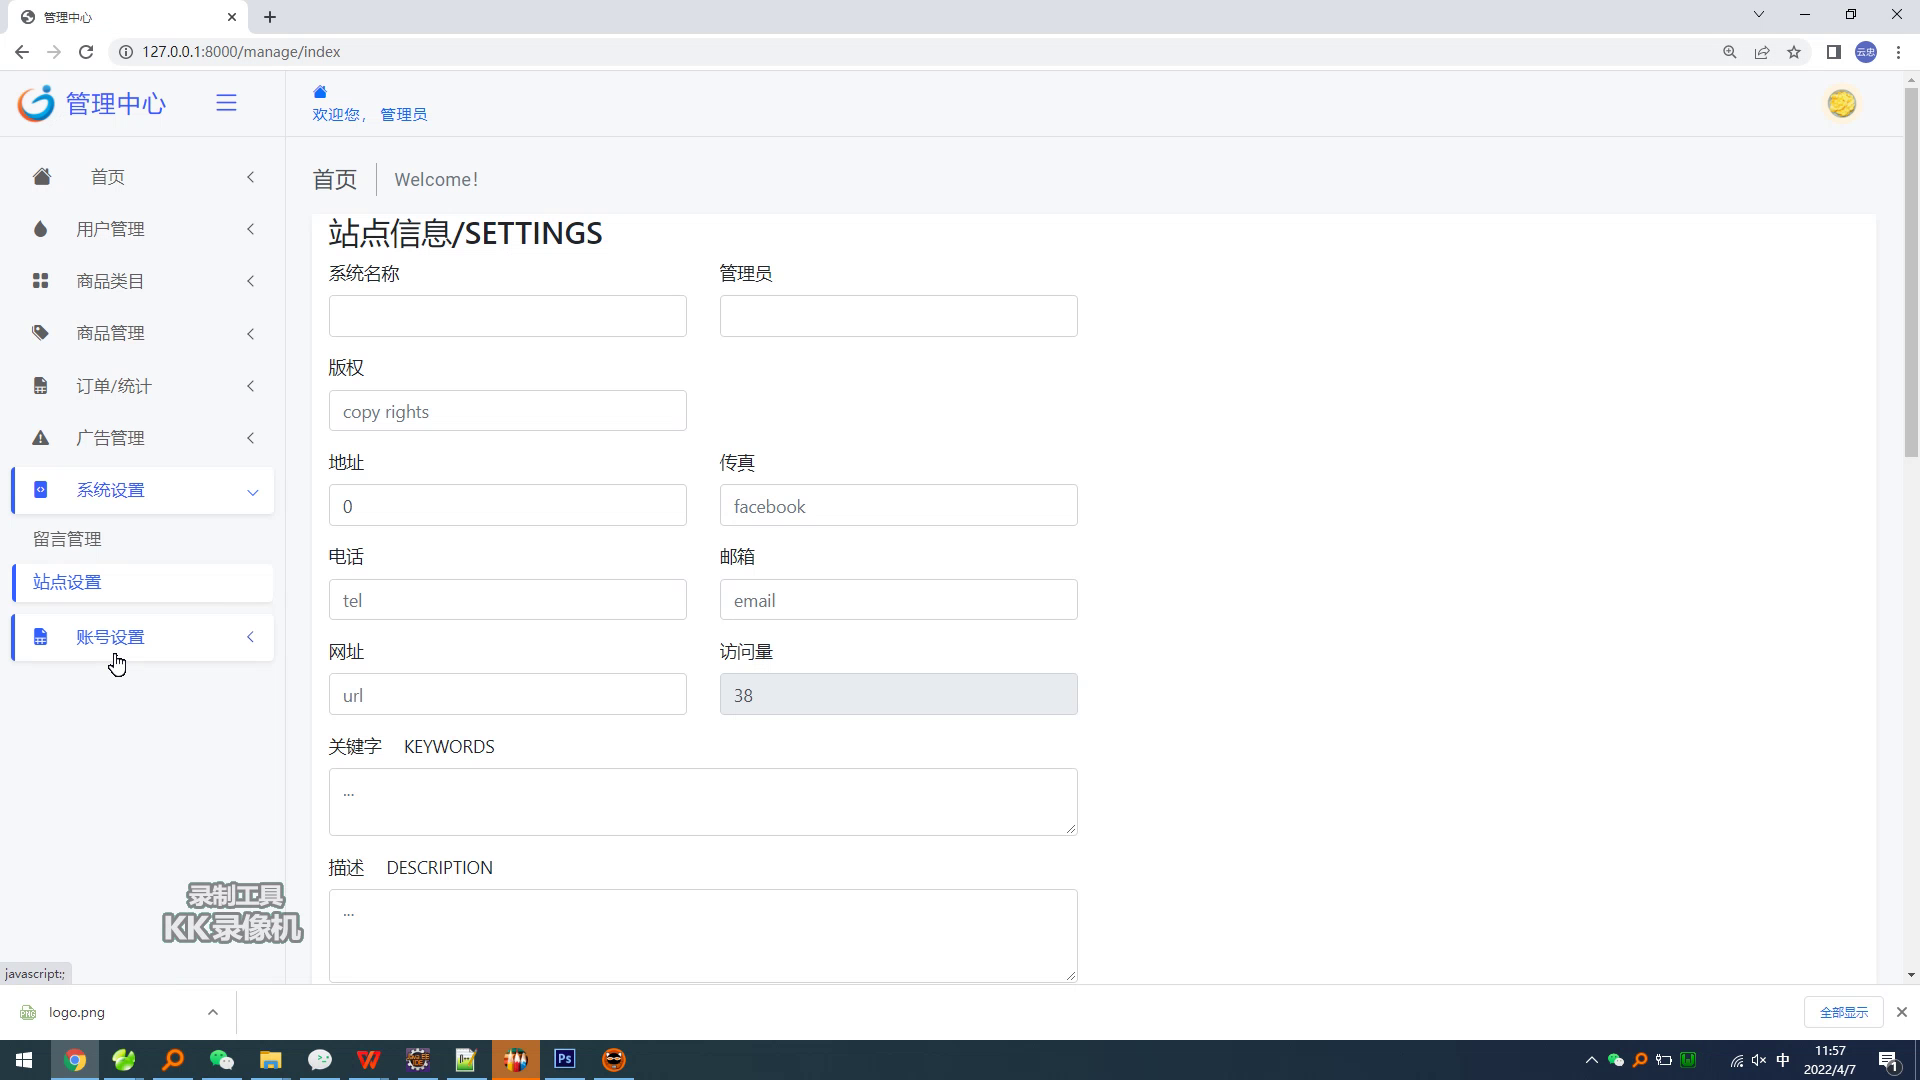 管理中心
127.0.0.1:8000/manage/index
云忠
管理中心
欢迎您， 管理员
首页
用户管理
商品类目
商品管理
订单/统计
广告管理
系统设置
留言管理
站点设置
账号设置
首页 Welcome!
站点信息/SETTINGS
系统名称 管理员
版权
copy rights
地址 传真
0 facebook
电话 邮箱
tel email
网址 访问量
url 38
关键字 KEYWORDS
...
描述 DESCRIPTION
...
录制工具
KK录像机
javascript:;
logo.png
全部显示
Ps
中
11:57
2022/4/7
1